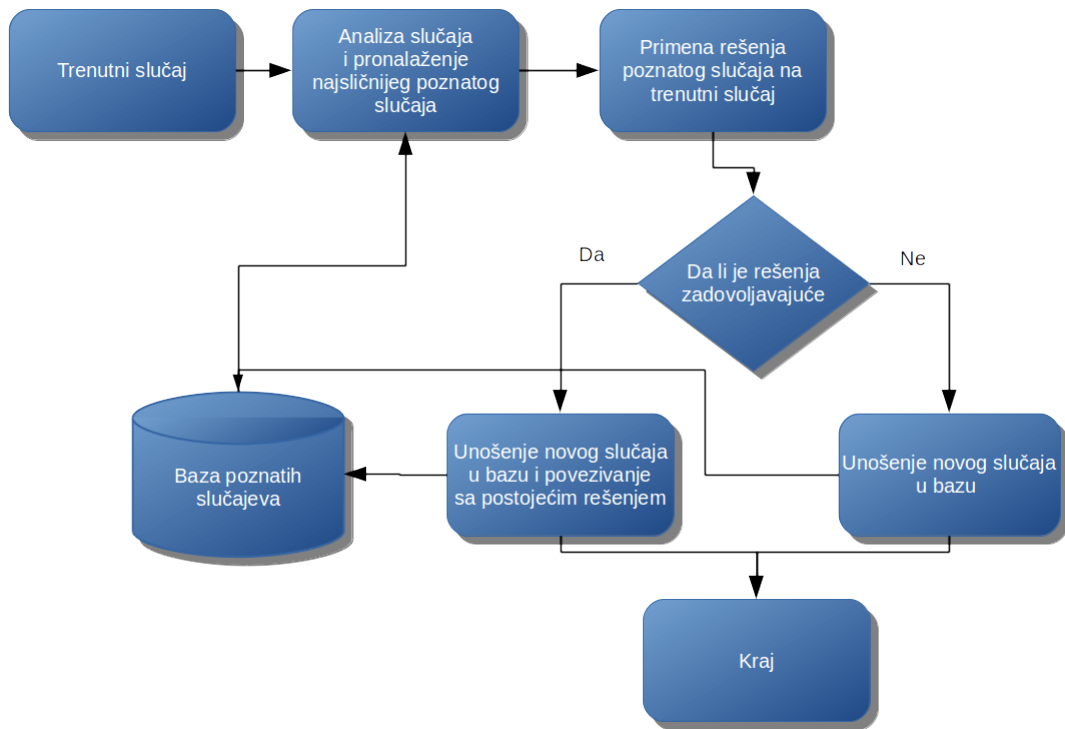 Trenutni slučaj
Analiza slučaja
i pronalaženje
najsličnijeg poznatog
slučaja
Primena rešenja
poznatog slučaja na
trenutni slučaj
Da
Da li je rešenja
zadovoljavajuće
Ne
Baza poznatih
slučajeva
Unošenje novog slučaja
u bazu i povezivanje
sa postojećim rešenjem
Unošenje novog slučaja
u bazu
Kraj